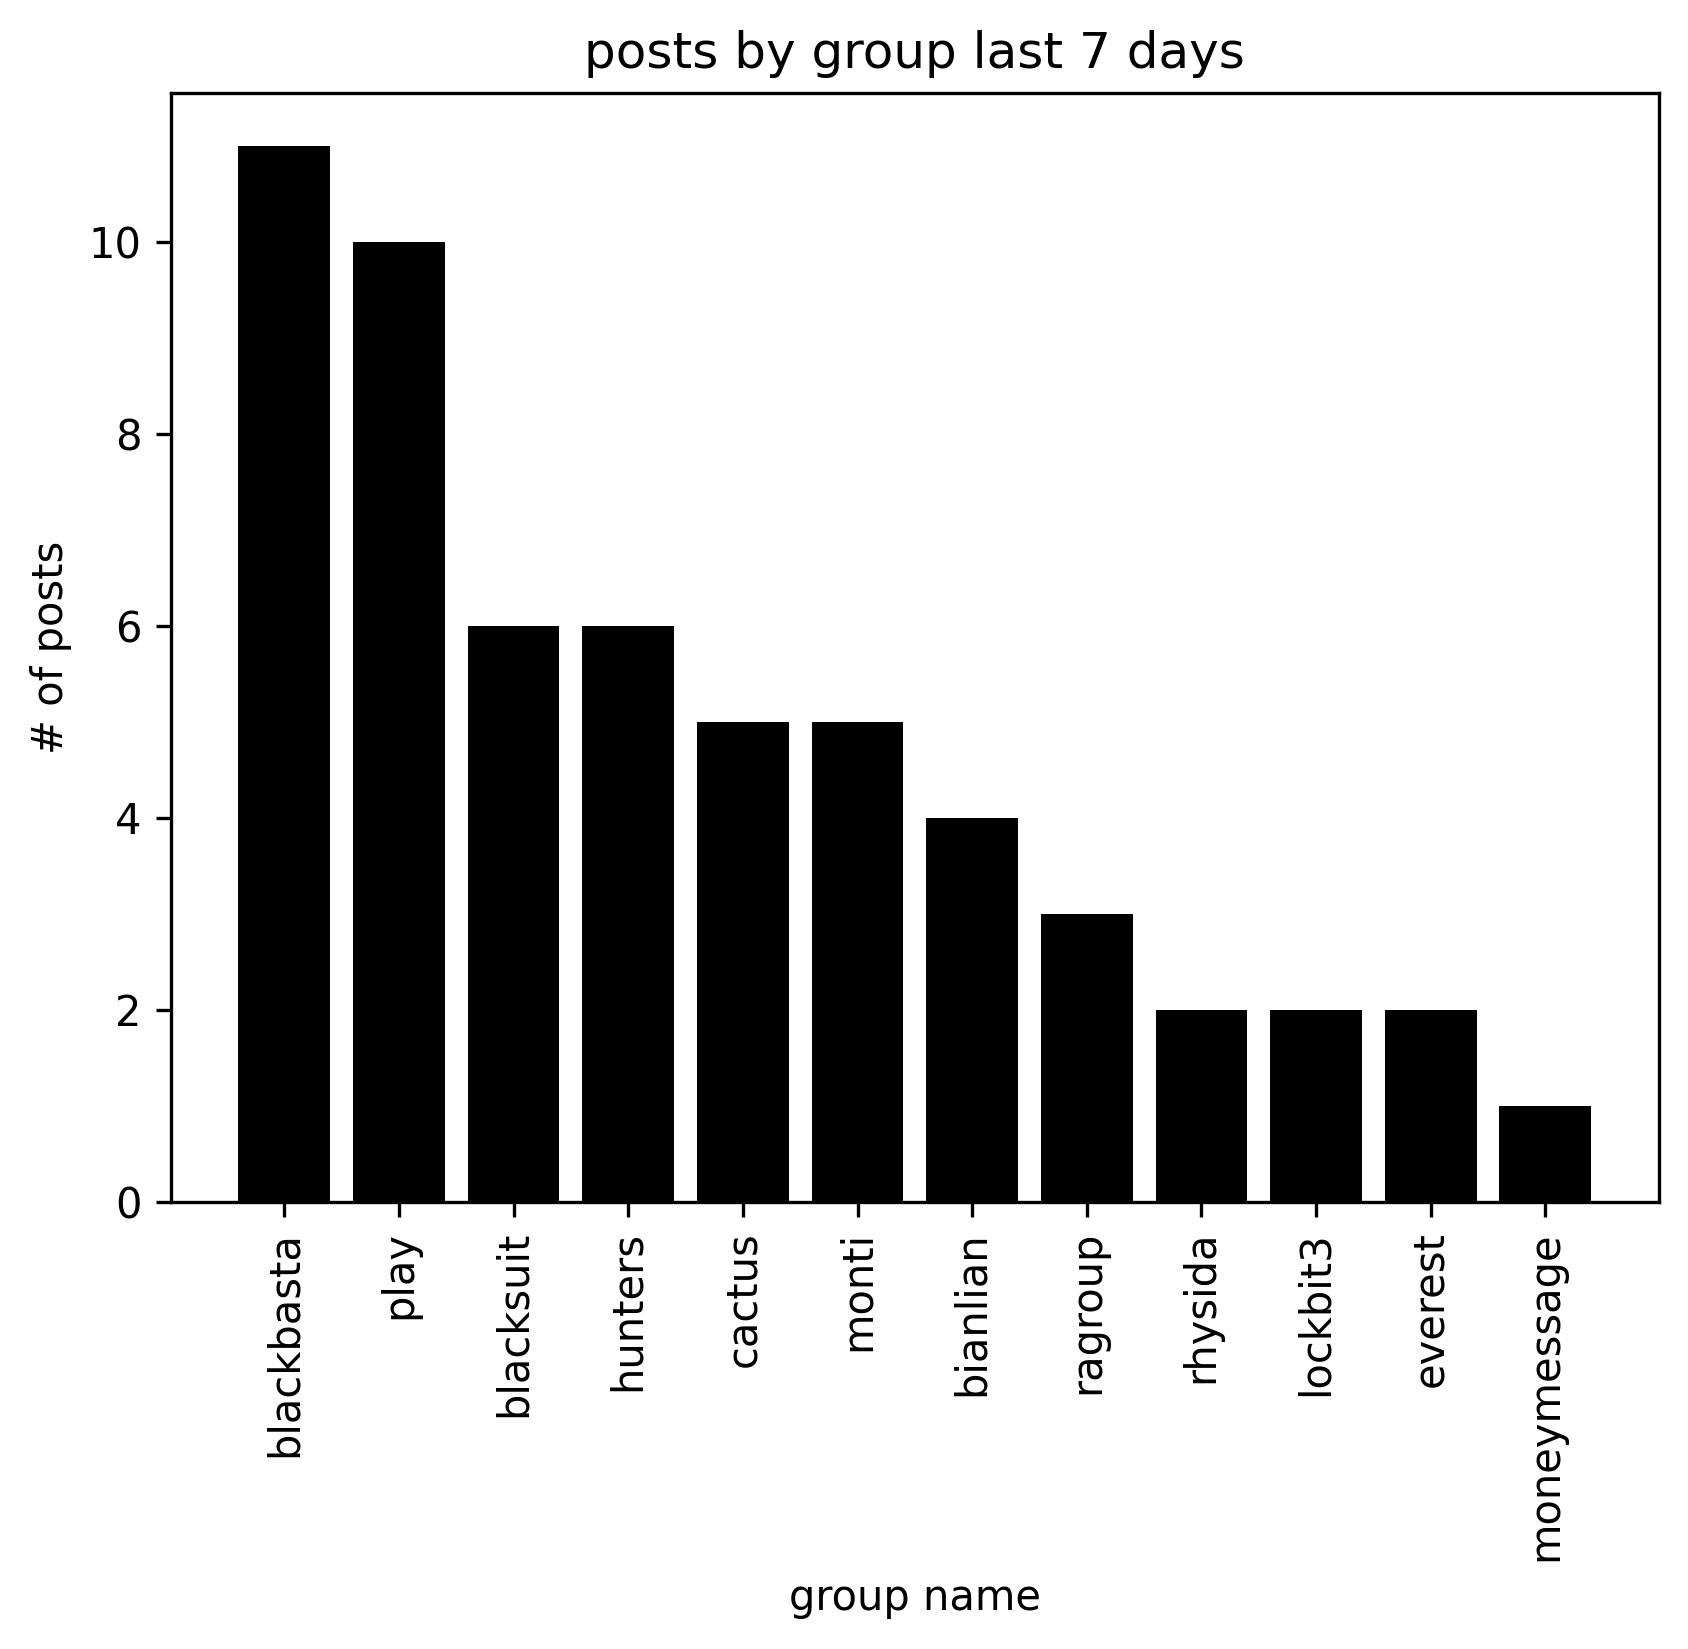 posts by group last 7 days
# of posts
10
8
6
4
2
0
blackbasta
play
blacksuit
hunters
cactus
monti
bianlian
ragroup
rhysida
lockbit3
everest
moneymessage
group name